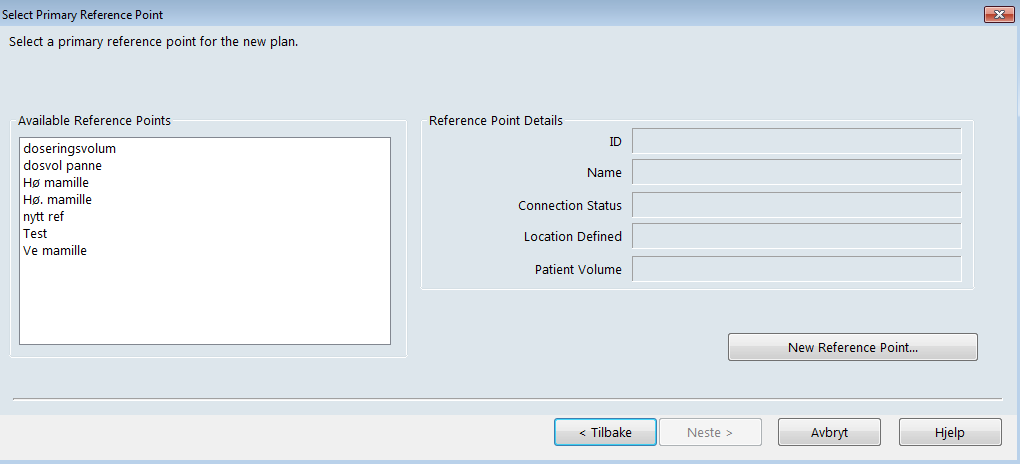 Select Primary Reference Point
Select a primary reference point for the new plan.
Available Reference Points
doseringsvolum
dosvol panne
Hø mamille
Hø. mamille
nytt ref
Test
Ve mamille
Reference Point Details
ID
Name
Connection Status
Location Defined
Patient Volume
New Reference Point...
< Tilbake
Neste >
Avbryt
Hjelp